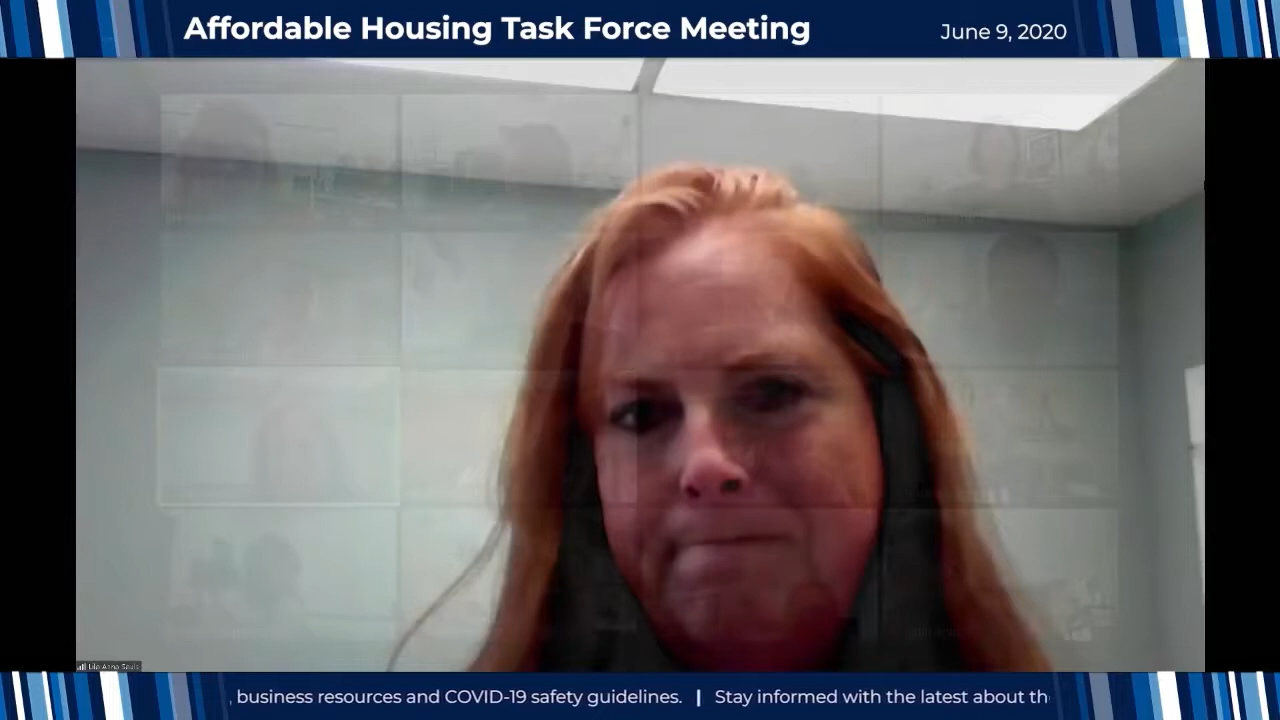 Affordable Housing Task Force Meeting
June 9, 2020
, business resources and COVID-19 safety guidelines. | Stay informed with the latest about th